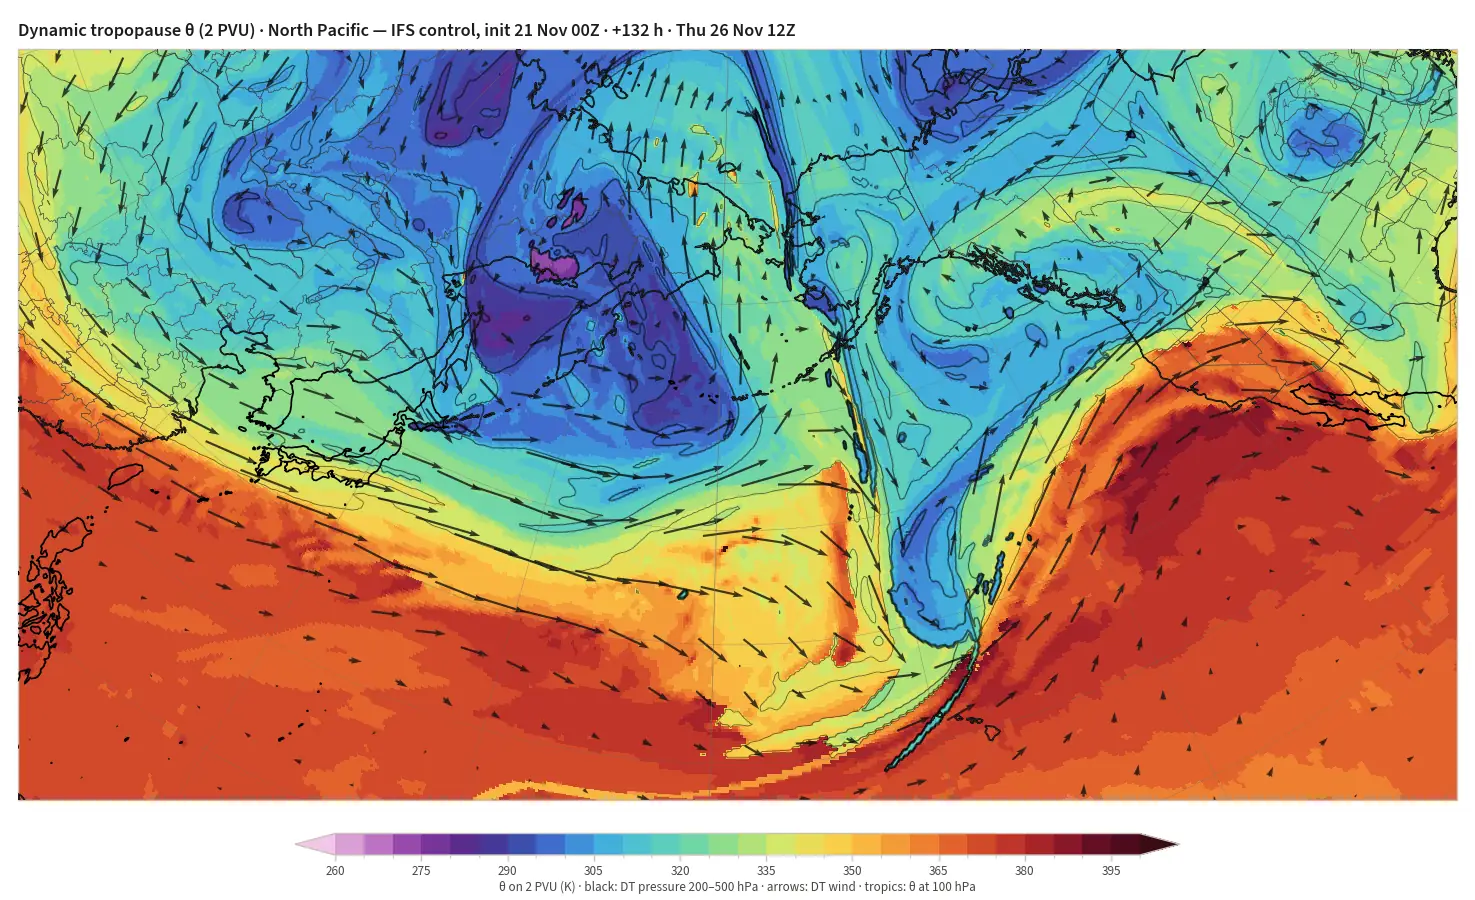 Dynamic tropopause θ (2 PVU) · North Pacific — IFS control, init 21 Nov 00Z · +132 h · Thu 26 Nov 12Z
260 275 290 305 320 335 350 365 380 395
θ on 2 PVU (K) · black: DT pressure 200–500 hPa · arrows: DT wind · tropics: θ at 100 hPa